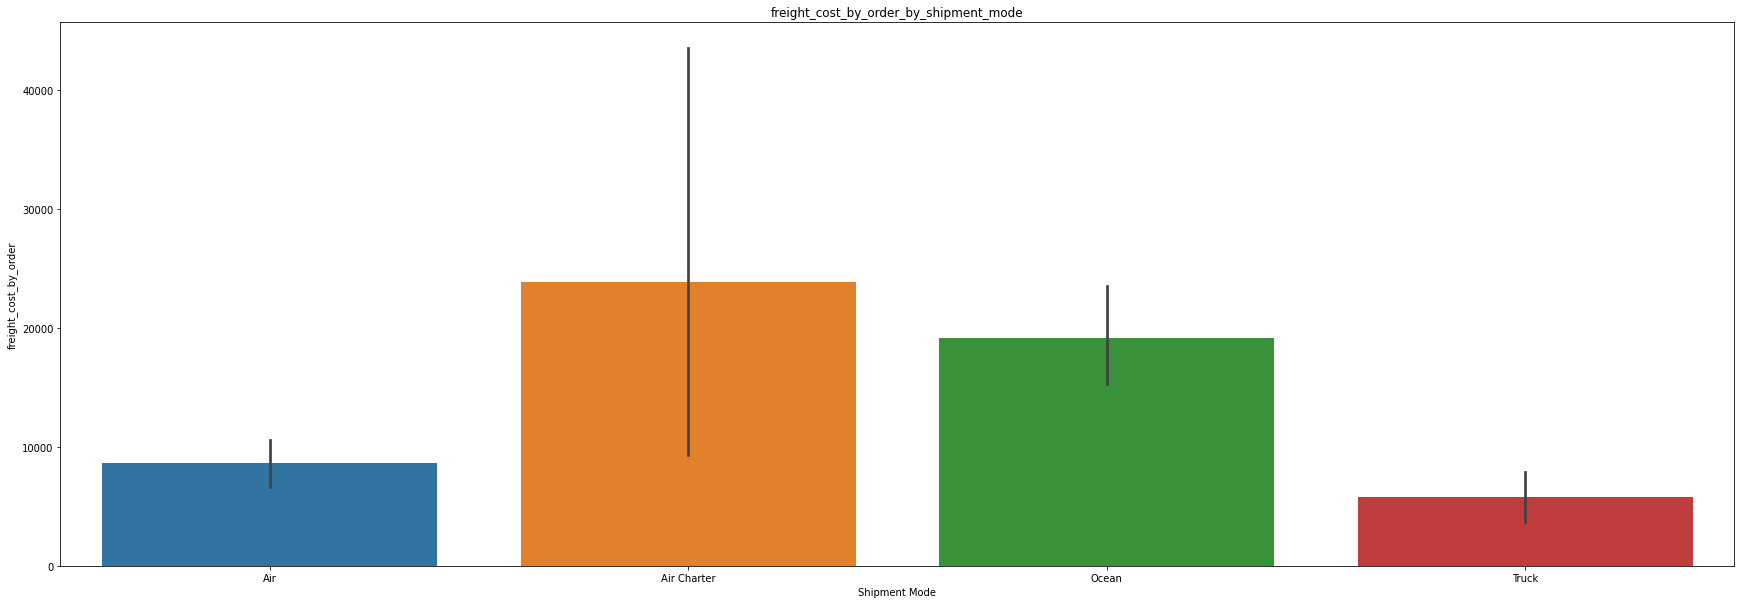 freight_cost_by_order_by_shipment_mode
freight_cost_by_order
40000
30000
20000
10000
0
Air
Air Charter
Ocean
Truck
Shipment Mode